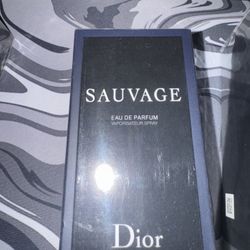 SAUVAGE
EAU DE PARFUM
VAPORISATEUR SPRAY
Dior